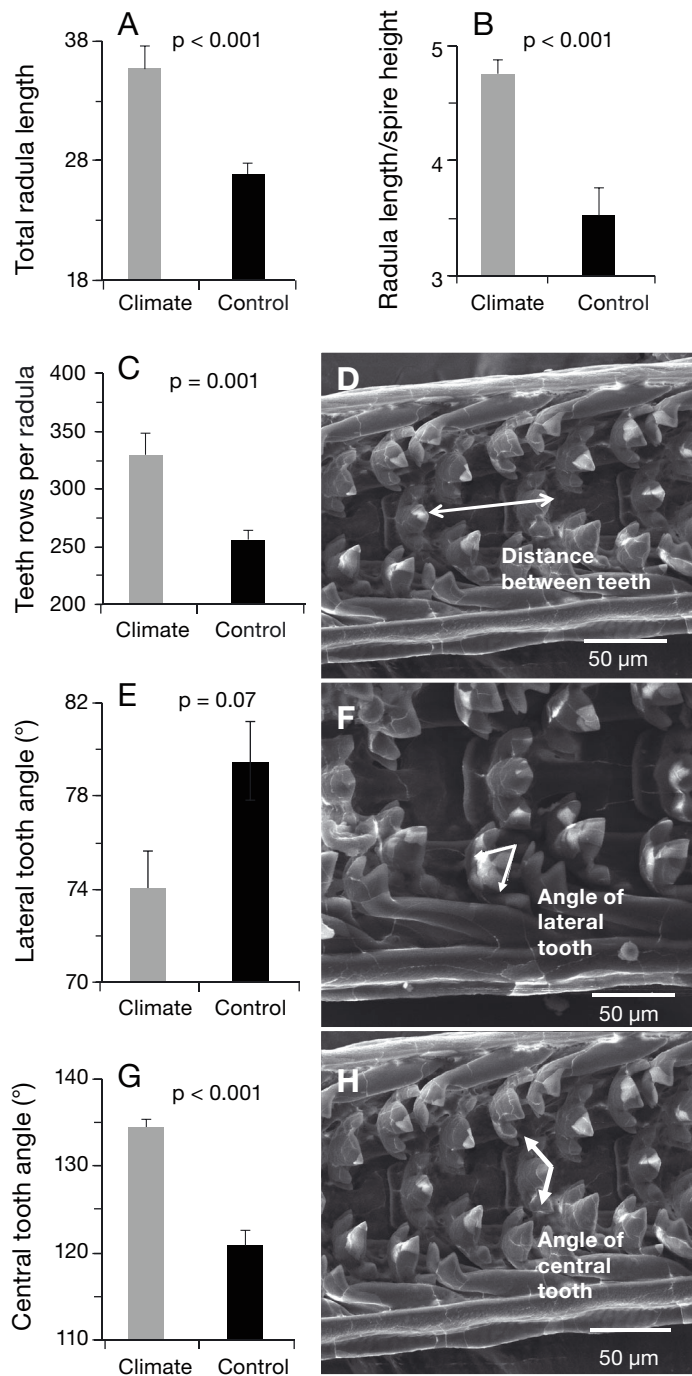 A
p < 0.001
Total radula length
38
28
18
Climate
Control
B
p < 0.001
Radula length/spire height
5
4
3
Climate
Control
C
p = 0.001
Teeth rows per radula
400
350
300
250
200
Climate
Control
D
Distance
between teeth
50 µm
E
p = 0.07
Lateral tooth angle (°)
82
78
74
70
Climate
Control
F
Angle of
lateral
tooth
50 µm
G
p < 0.001
Central tooth angle (°)
140
130
120
110
Climate
Control
H
Angle of
central
tooth
50 µm